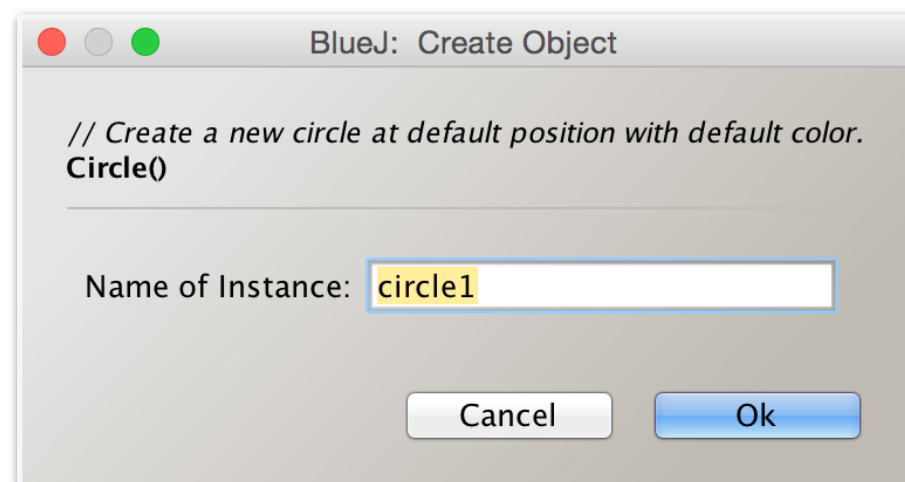 BlueJ: Create Object
// Create a new circle at default position with default color.
Circle()
Name of Instance: circle1
Cancel Ok